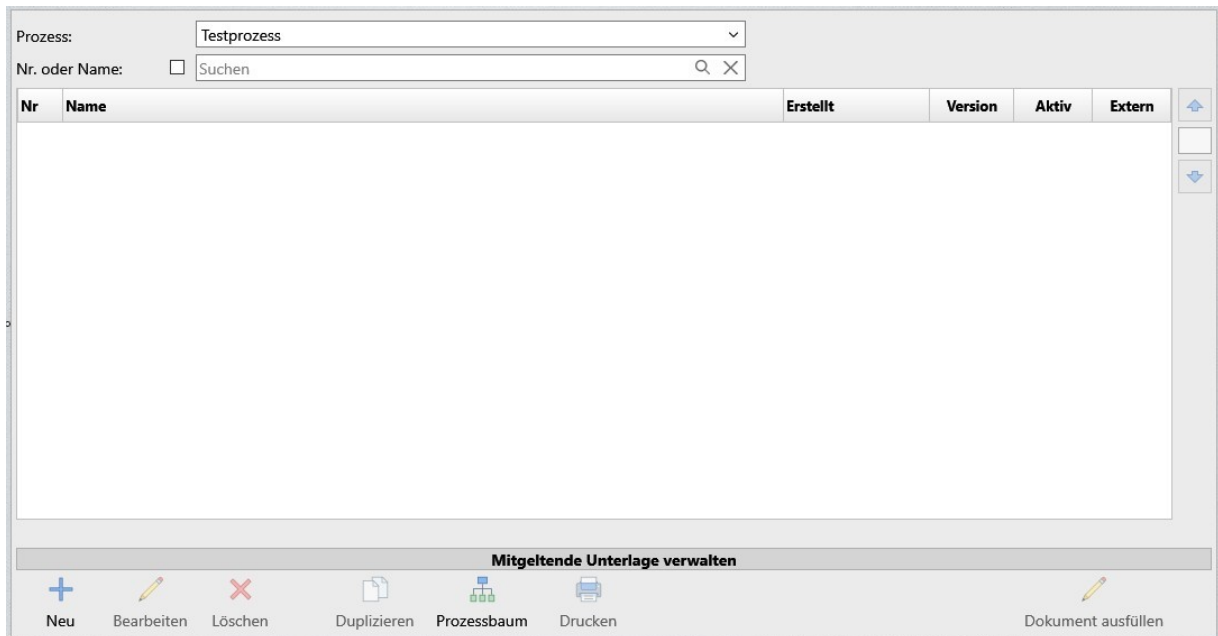 Prozess: Testprozess
Nr. oder Name: Suchen
Nr Name Erstellt Version Aktiv Extern
Mitgeltende Unterlage verwalten
Neu Bearbeiten Löschen Duplizieren Prozessbaum Drucken Dokument ausfüllen